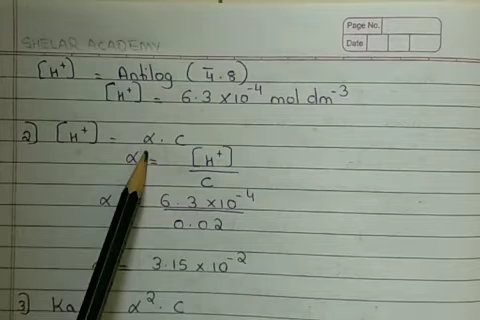 Page No.
Date
SHELAR ACADEMY
[H⁺] = Antilog ( 4̅.8)
[H⁺] = 6.3 ×10⁻⁴ mol dm⁻³
2) [H⁺] = α. c
α = [H⁺]
c
α 6.3 ×10⁻⁴
0.02
= 3.15 ×10⁻²
3) Ka α². c